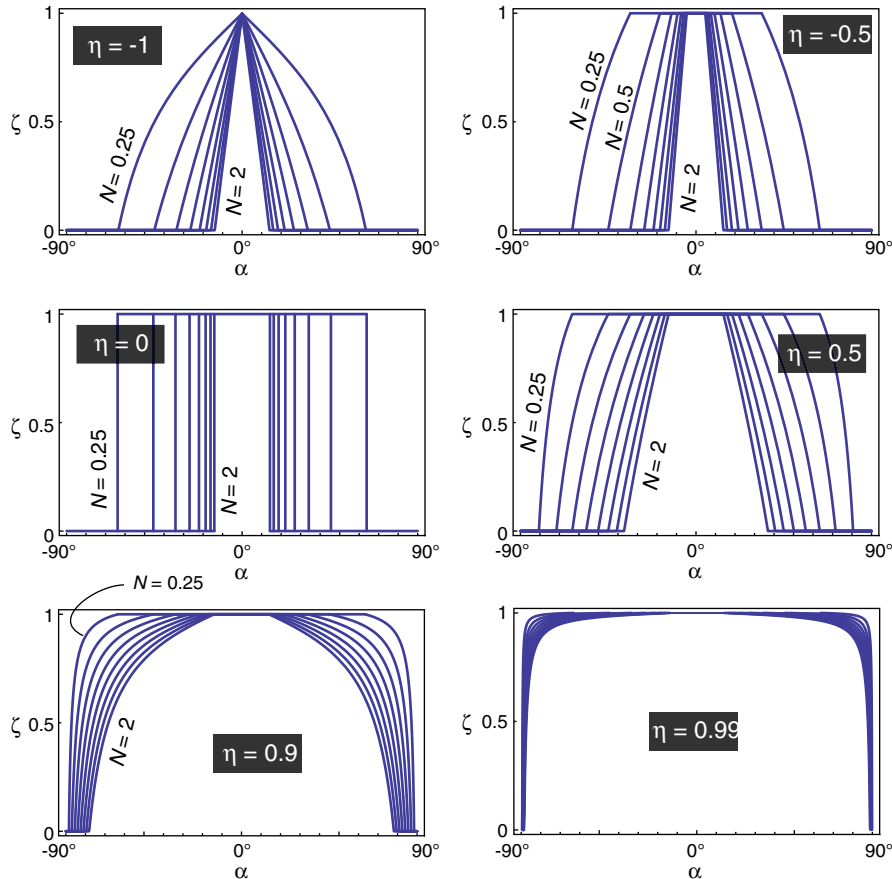 η = -1
1
ζ 0.5
0
N = 0.25
N = 2
-90° 0° 90°
α
η = -0.5
1
ζ 0.5
0
N = 0.25
N = 0.5
N = 2
-90° 0° 90°
α
η = 0
1
ζ 0.5
0
N = 0.25
N = 2
-90° 0° 90°
α
η = 0.5
1
ζ 0.5
0
N = 0.25
N = 2
-90° 0° 90°
α
N = 0.25
1
ζ 0.5
0
N = 2
η = 0.9
-90° 0° 90°
α
1
ζ 0.5
0
η = 0.99
-90° 0° 90°
α